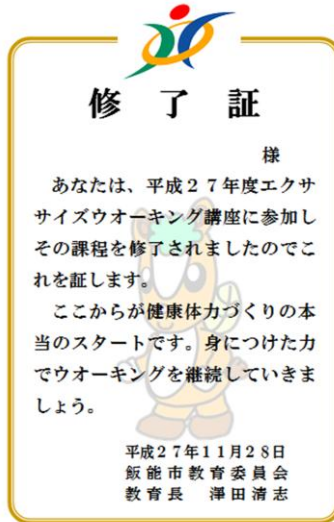 修了証
様
あなたは、平成27年度エクサ
サイズウオーキング講座に参加し
その課程を修了されましたのでこ
れを証します。
ここからが健康体力づくりの本
当のスタートです。身につけた力
でウオーキングを継続していきま
しょう。
平成27年11月28日
飯能市教育委員会
教育長 澤田清志